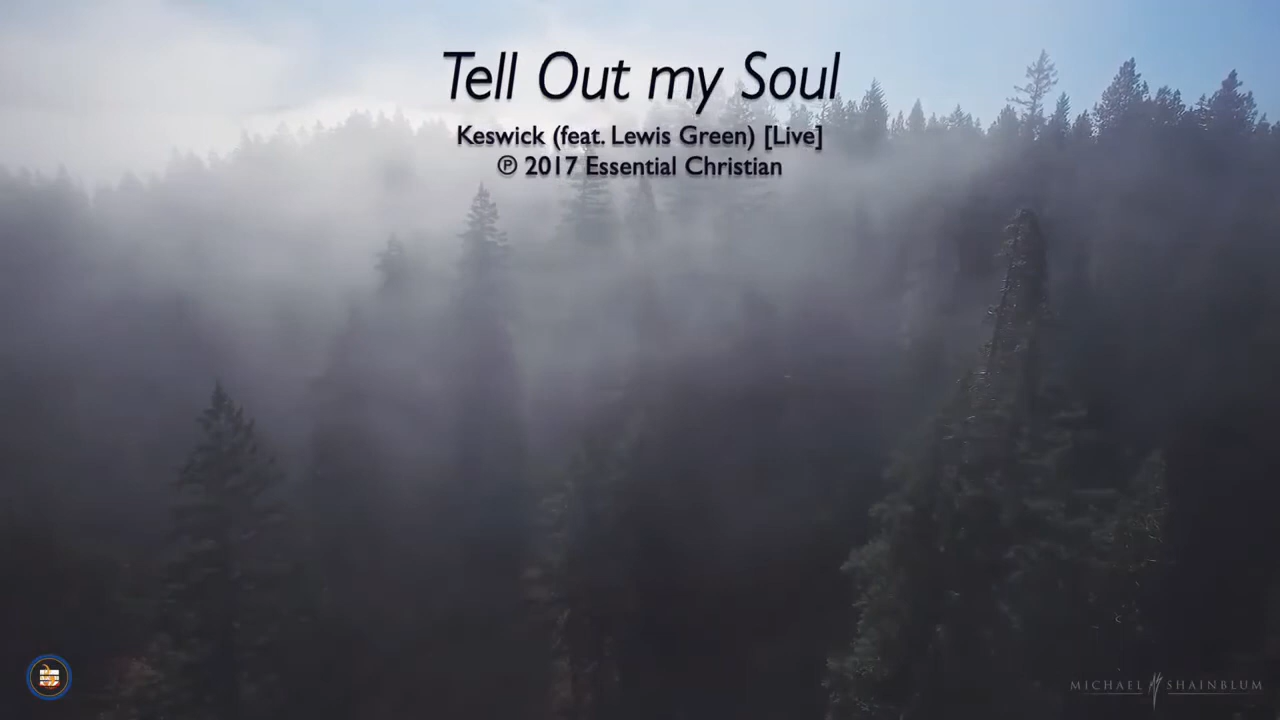 Tell Out my Soul
Keswick (feat. Lewis Green) [Live]
℗ 2017 Essential Christian
MICHAEL SHAINBLUM